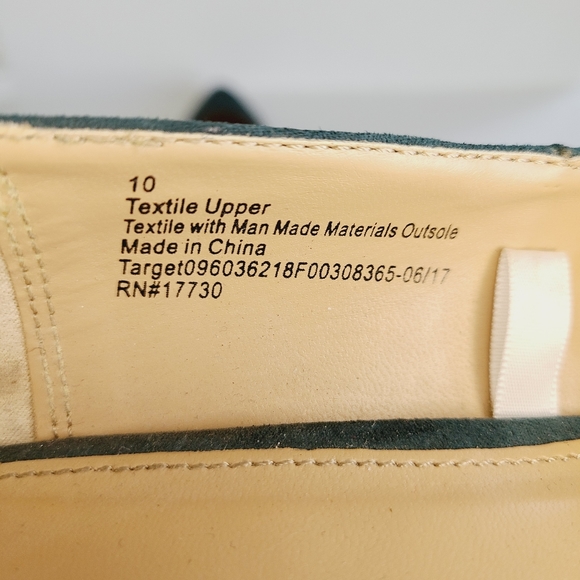 10
Textile Upper
Textile with Man Made Materials Outsole
Made in China
Target096036218F00308365-06/17
RN#17730